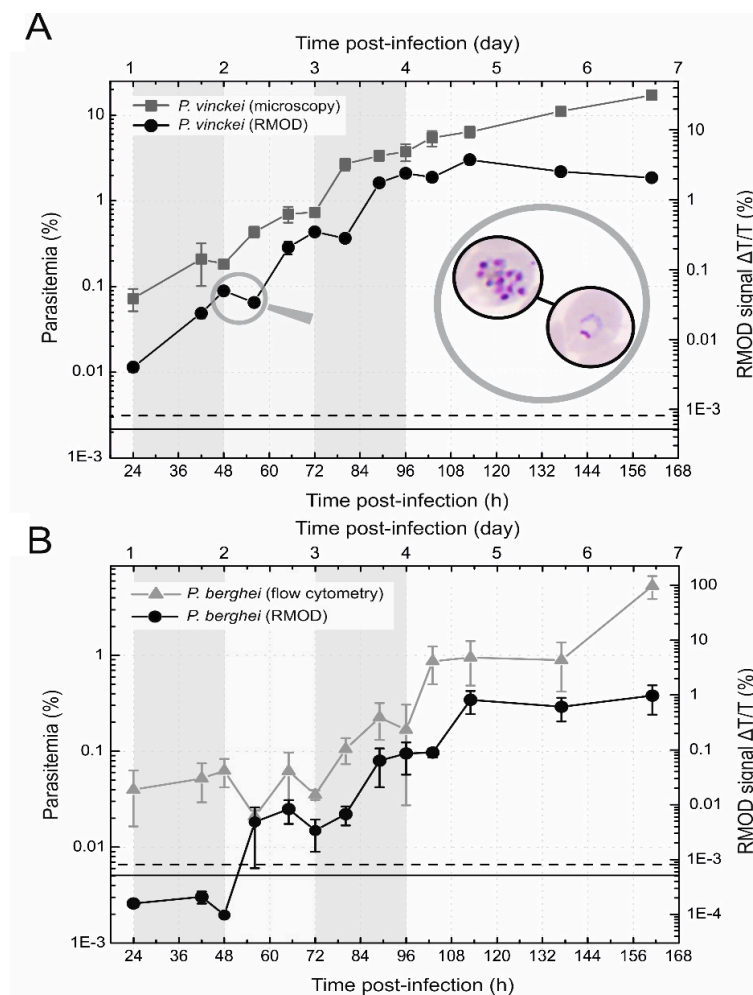 A
Time post-infection (day)
1 2 3 4 5 6 7
P. vinckei (microscopy)
P. vinckei (RMOD)
Parasitemia (%)
10
1
0.1
0.01
1E-3
RMOD signal ΔT/T (%)
10
1
0.1
0.01
1E-3
24 36 48 60 72 84 96 108 120 132 144 156 168
Time post-infection (h)
B
Time post-infection (day)
1 2 3 4 5 6 7
P. berghei (flow cytometry)
P. berghei (RMOD)
Parasitemia (%)
1
0.1
0.01
1E-3
RMOD signal ΔT/T (%)
100
10
1
0.1
0.01
1E-3
1E-4
24 36 48 60 72 84 96 108 120 132 144 156 168
Time post-infection (h)